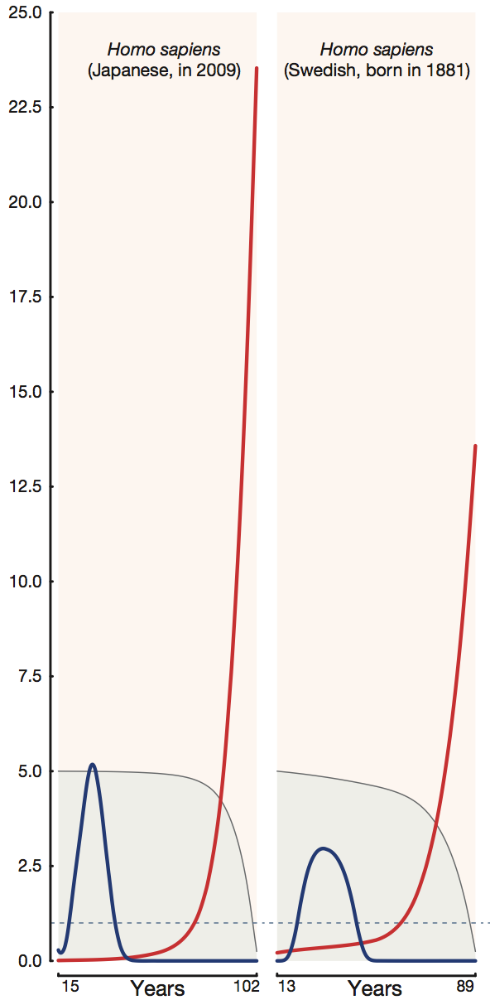 25.0
22.5
20.0
17.5
15.0
12.5
10.0
7.5
5.0
2.5
0.0
Homo sapiens
(Japanese, in 2009)
15 Years 102
Homo sapiens
(Swedish, born in 1881)
13 Years 89